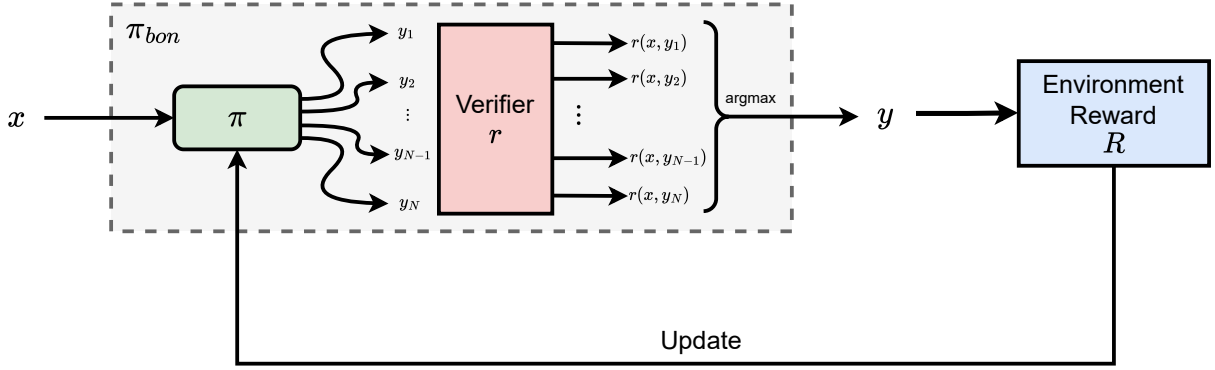 π_bon
x
π
y_1
y_2
⋮
y_{N−1}
y_N
Verifier
r
r(x, y_1)
r(x, y_2)
⋮
r(x, y_{N−1})
r(x, y_N)
argmax
y
Environment
Reward
R
Update